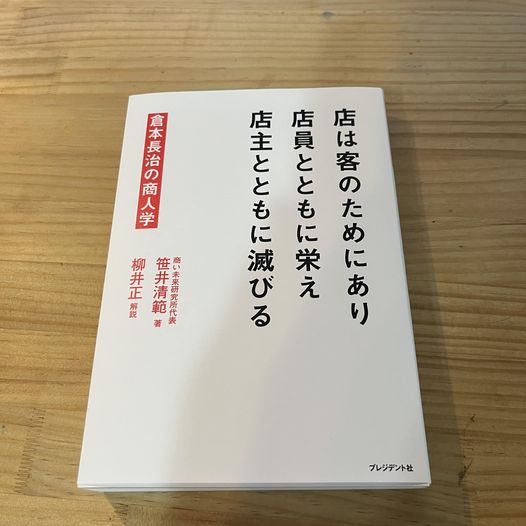 店は客のためにあり
店員とともに栄え
店主とともに滅びる
倉本長治の商人学
商い未来研究所代表
笹井清範 著
柳井正 解説
プレジデント社